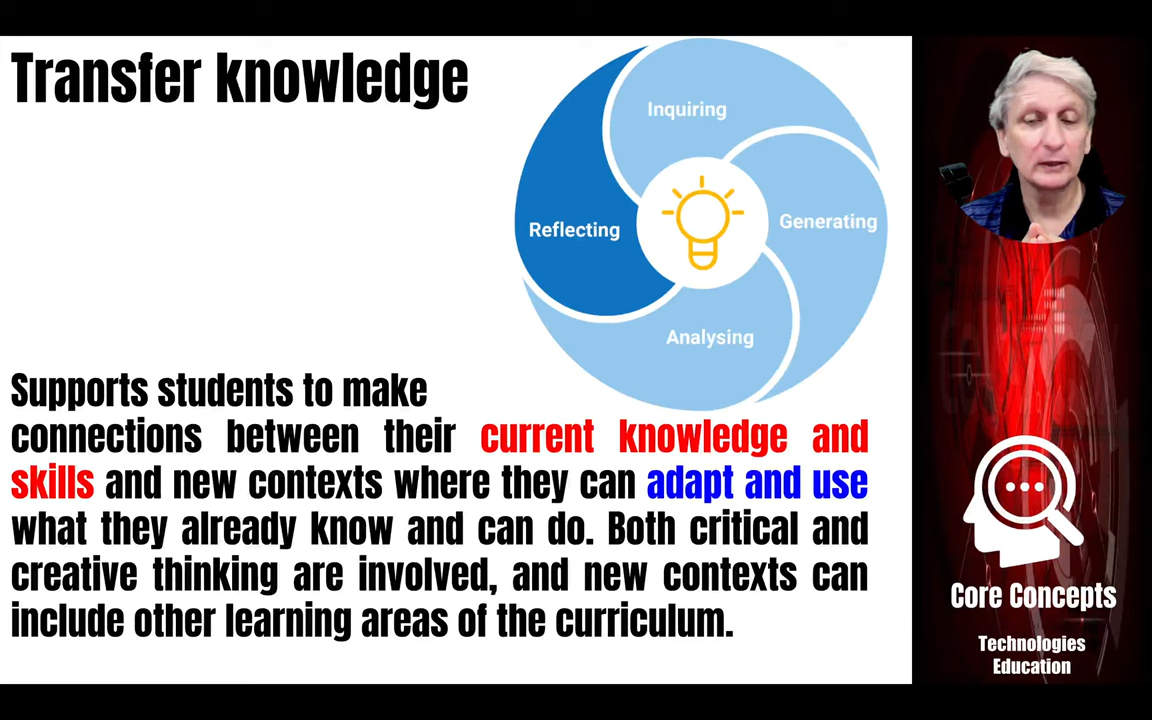 Transfer knowledge
Inquiring
Generating
Reflecting
Analysing
Supports students to make
connections between their current knowledge and
skills and new contexts where they can adapt and use
what they already know and can do. Both critical and
creative thinking are involved, and new contexts can
include other learning areas of the curriculum.
Core Concepts
Technologies
Education